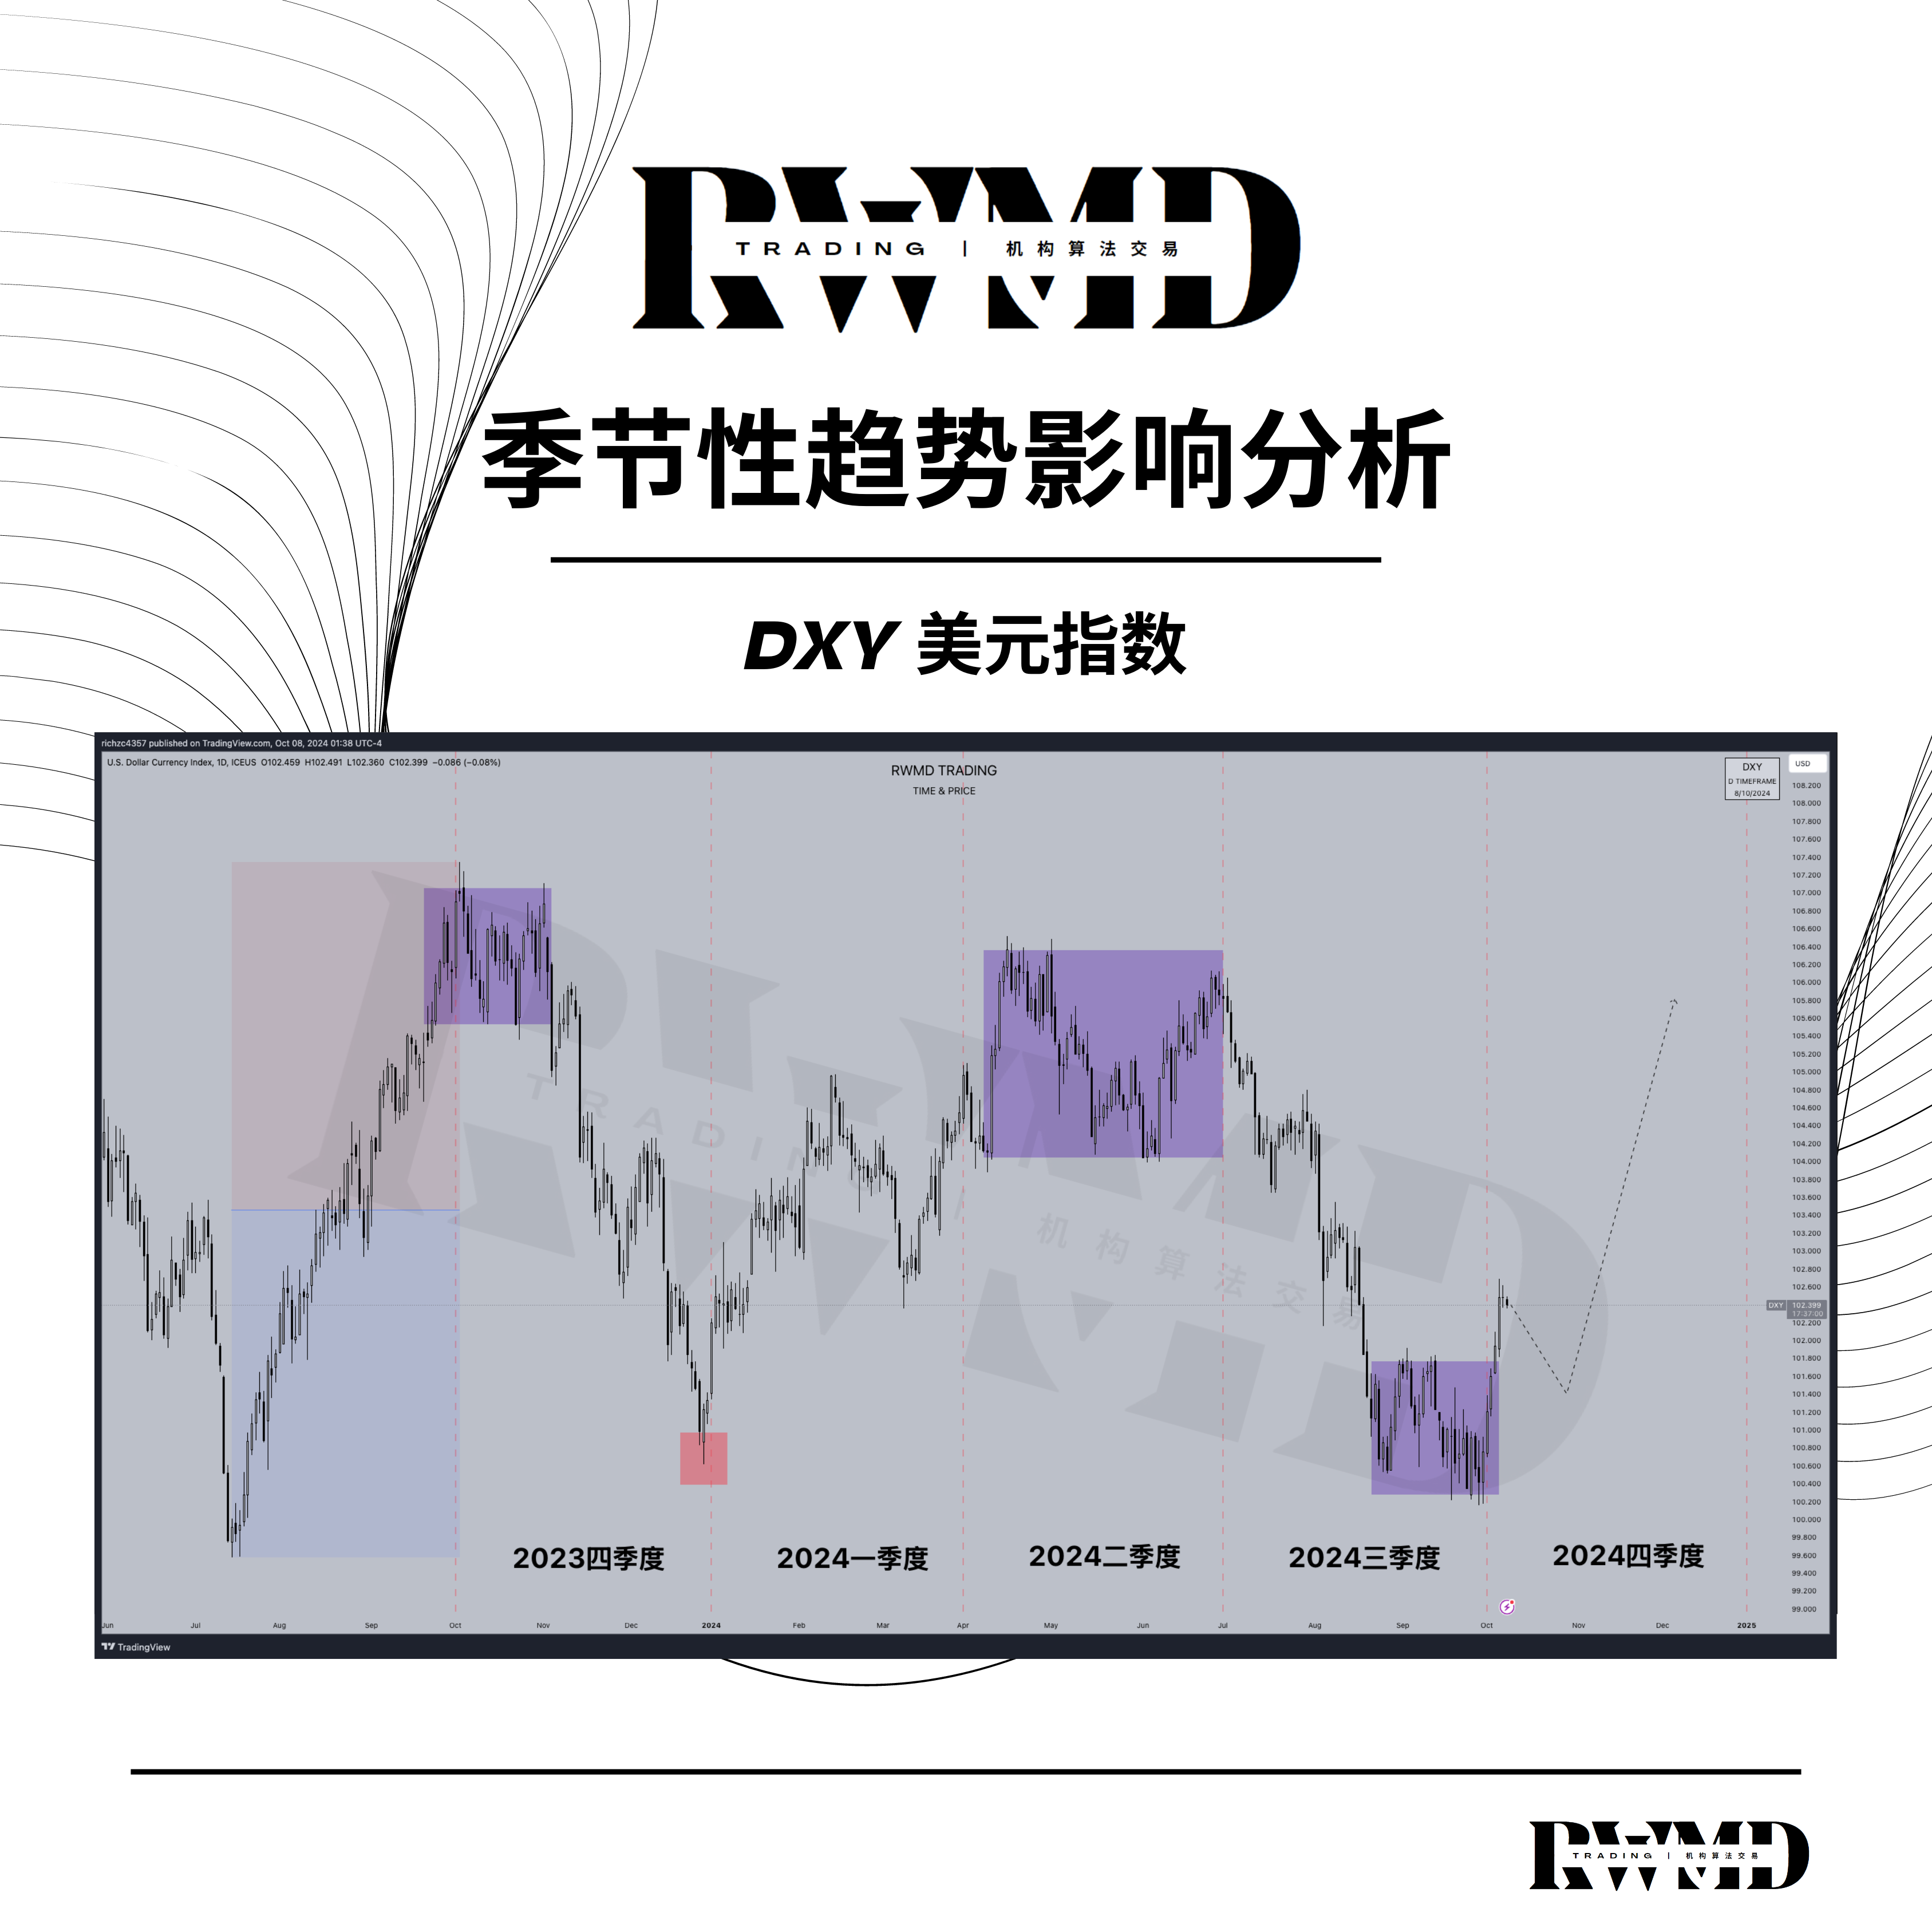 RWMD
TRADING | 机构算法交易
季节性趋势影响分析
DXY 美元指数
richzc4357 published on TradingView.com, Oct 08, 2024 01:38 UTC-4
U.S. Dollar Currency Index, 1D, ICEUS O102.459 H102.491 L102.360 C102.399 −0.086 (−0.08%)
RWMD TRADING
TIME & PRICE
DXY
D TIMEFRAME
8/10/2024
USD
108.200
108.000
107.800
107.600
107.400
107.200
107.000
106.800
106.600
106.400
106.200
106.000
105.800
105.600
105.400
105.200
105.000
104.800
104.600
104.400
104.200
104.000
103.800
103.600
103.400
103.200
103.000
102.800
102.600
DXY 102.399
17:37:00
102.200
102.000
101.800
101.600
101.400
101.200
101.000
100.800
100.600
100.400
100.200
100.000
99.800
99.600
99.400
99.200
99.000
RWMD
TRADING | 机构算法交易
2023四季度 2024一季度 2024二季度 2024三季度 2024四季度
Jun Jul Aug Sep Oct Nov Dec 2024 Feb Mar Apr May Jun Jul Aug Sep Oct Nov Dec 2025
TradingView
RWMD
TRADING | 机构算法交易